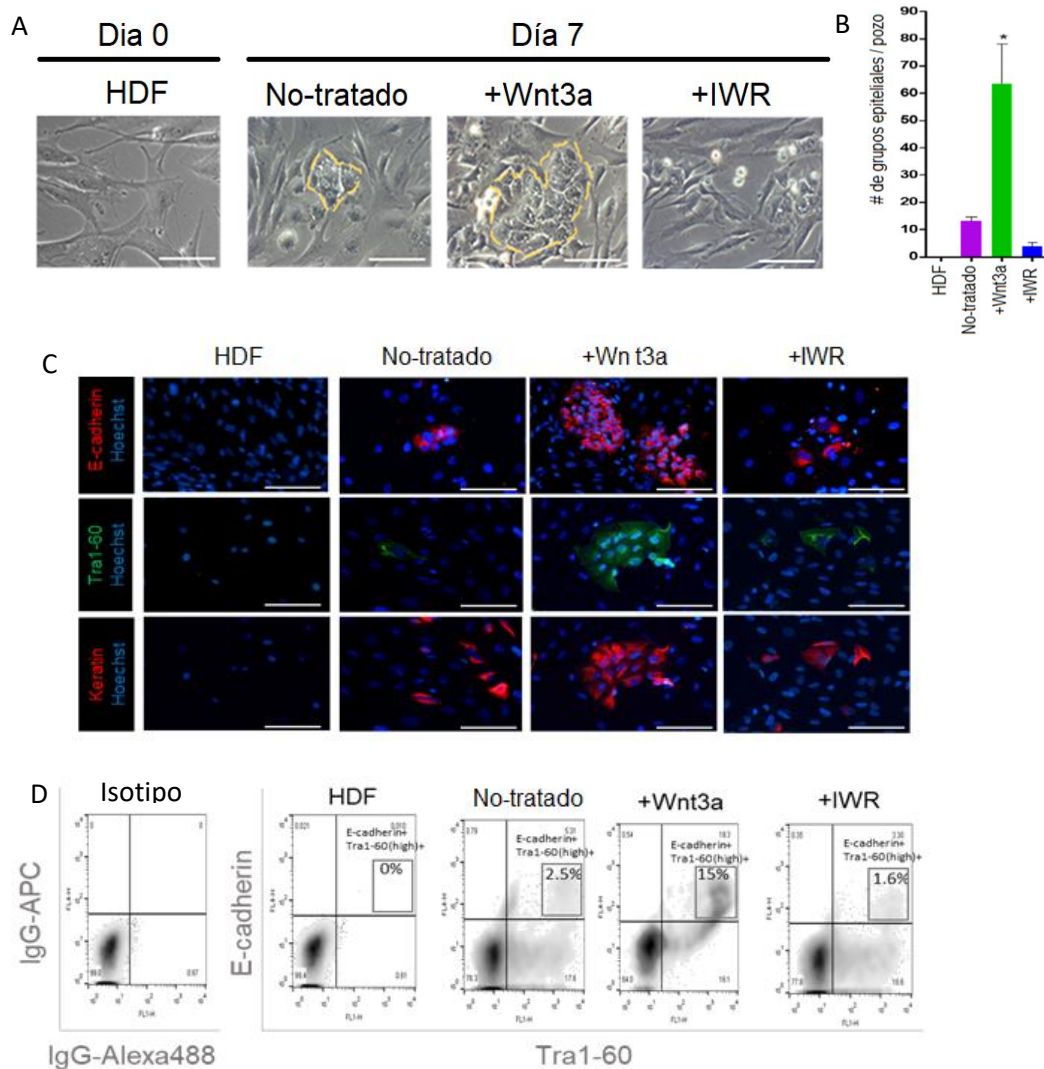 A
Dia 0
Día 7
HDF
No-tratado
+Wnt3a
+IWR
B
# de grupos epiteliales / pozo
90
80
70
60
50
40
30
20
10
0
*
HDF
No-tratado
+Wnt3a
+IWR
C
HDF
No-tratado
+Wn t3a
+IWR
E-cadherin
Hoechst
Tra1-60
Hoechst
Keratin
Hoechst
D
Isotipo
HDF
No-tratado
+Wnt3a
+IWR
IgG-APC
E-cadherin
E-cadherin+
Tra1-60(high)+
0%
E-cadherin+
Tra1-60(high)+
2.5%
E-cadherin+
Tra1-60(high)+
15%
E-cadherin+
Tra1-60(high)+
1.6%
IgG-Alexa488
Tra1-60